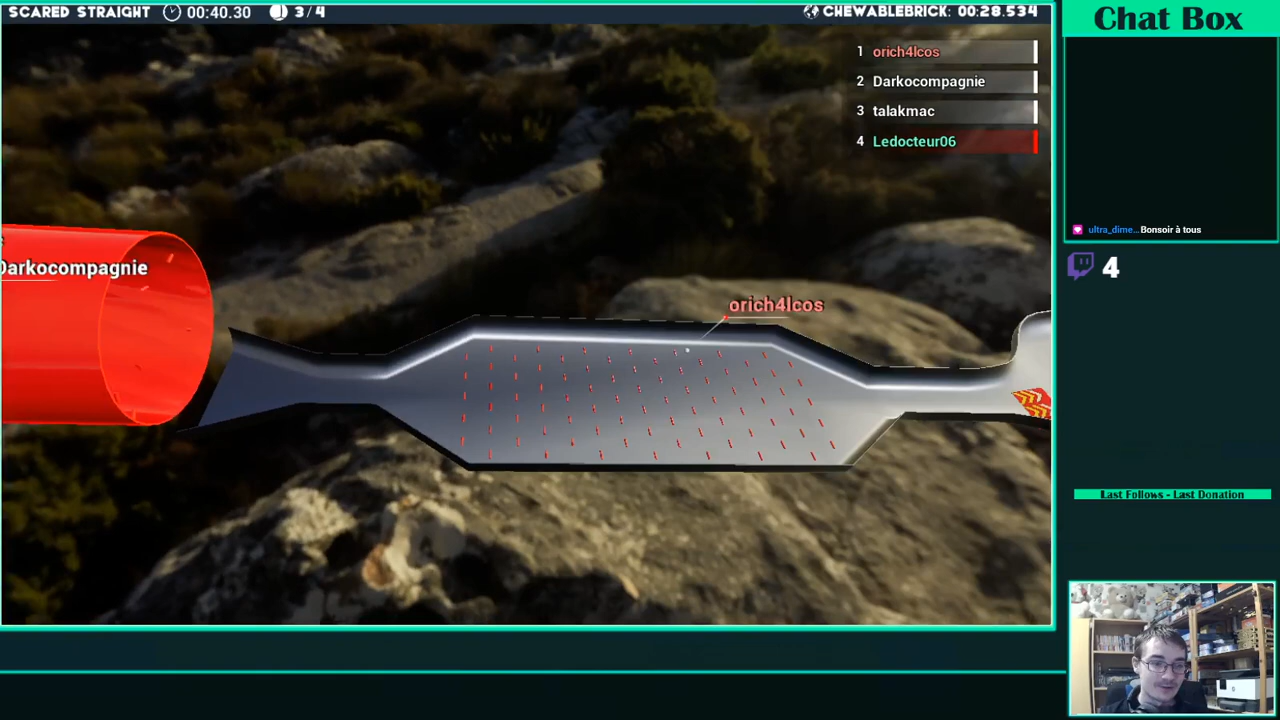 SCARED STRAIGHT 00:40.30 3/4
CHEWABLEBRICK: 00:28.534
Chat Box
1 orich4lcos
2 Darkocompagnie
3 talakmac
4 Ledocteur06
ultra_dime... Bonsoir à tous
4
Darkocompagnie
orich4lcos
Last Follows - Last Donation